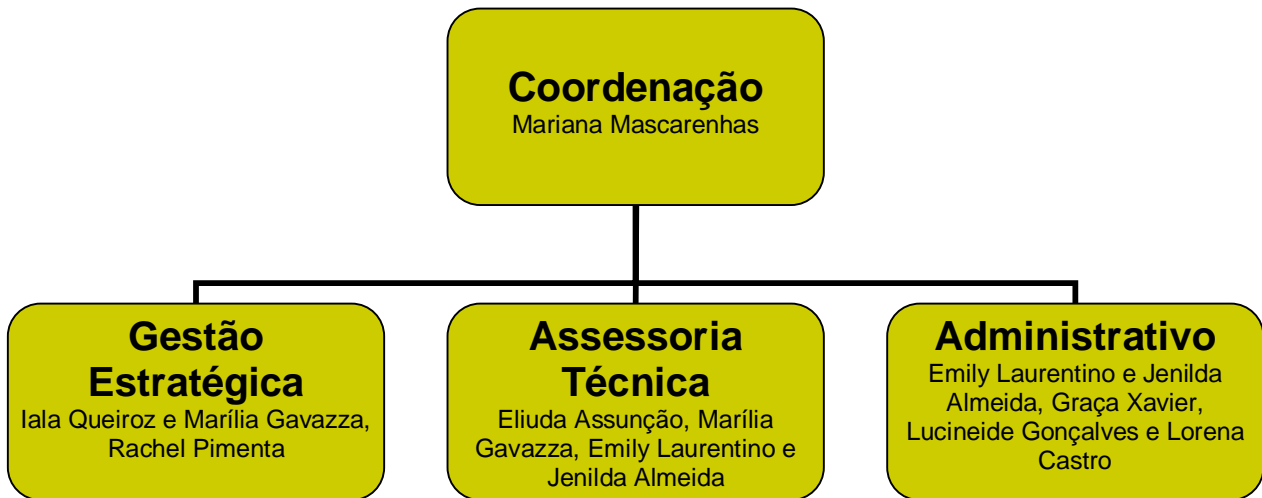 Coordenação
Mariana Mascarenhas
Gestão
Estratégica
Iala Queiroz e Marília Gavazza,
Rachel Pimenta
Assessoria
Técnica
Eliuda Assunção, Marília
Gavazza, Emily Laurentino e
Jenilda Almeida
Administrativo
Emily Laurentino e Jenilda
Almeida, Graça Xavier,
Lucineide Gonçalves e Lorena
Castro